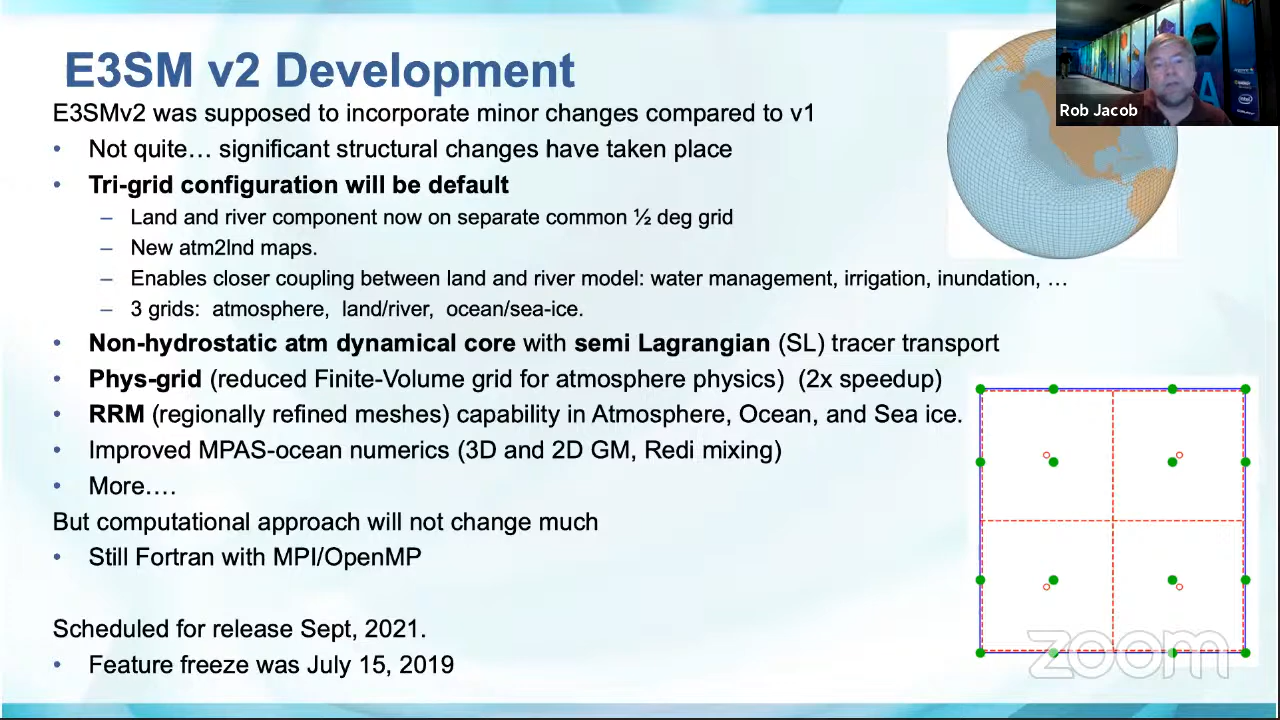 E3SM v2 Development
E3SMv2 was supposed to incorporate minor changes compared to v1
• Not quite… significant structural changes have taken place
• Tri-grid configuration will be default
– Land and river component now on separate common ½ deg grid
– New atm2lnd maps.
– Enables closer coupling between land and river model: water management, irrigation, inundation, …
– 3 grids: atmosphere, land/river, ocean/sea-ice.
• Non-hydrostatic atm dynamical core with semi Lagrangian (SL) tracer transport
• Phys-grid (reduced Finite-Volume grid for atmosphere physics) (2x speedup)
• RRM (regionally refined meshes) capability in Atmosphere, Ocean, and Sea ice.
• Improved MPAS-ocean numerics (3D and 2D GM, Redi mixing)
• More….
But computational approach will not change much
• Still Fortran with MPI/OpenMP
Scheduled for release Sept, 2021.
• Feature freeze was July 15, 2019
Rob Jacob
A
intel
zoom